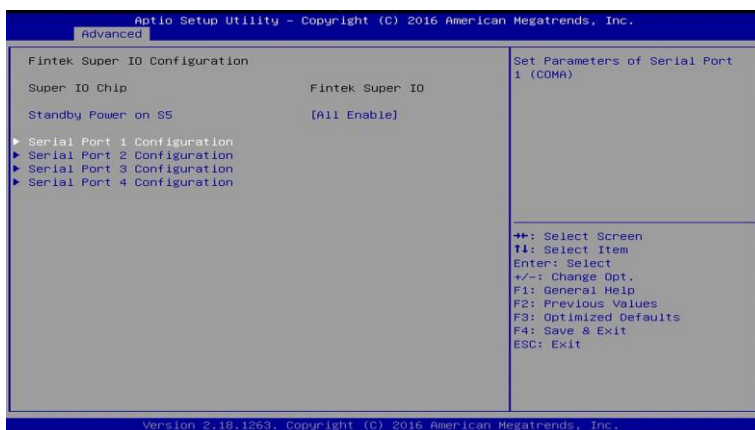 Aptio Setup Utility – Copyright (C) 2016 American Megatrends, Inc.
Advanced
Fintek Super IO Configuration
Super IO Chip Fintek Super IO
Standby Power on S5 [All Enable]
▶ Serial Port 1 Configuration
▶ Serial Port 2 Configuration
▶ Serial Port 3 Configuration
▶ Serial Port 4 Configuration
Set Parameters of Serial Port
1 (COMA)
→←: Select Screen
↑↓: Select Item
Enter: Select
+/-: Change Opt.
F1: General Help
F2: Previous Values
F3: Optimized Defaults
F4: Save & Exit
ESC: Exit
Version 2.18.1263. Copyright (C) 2016 American Megatrends, Inc.